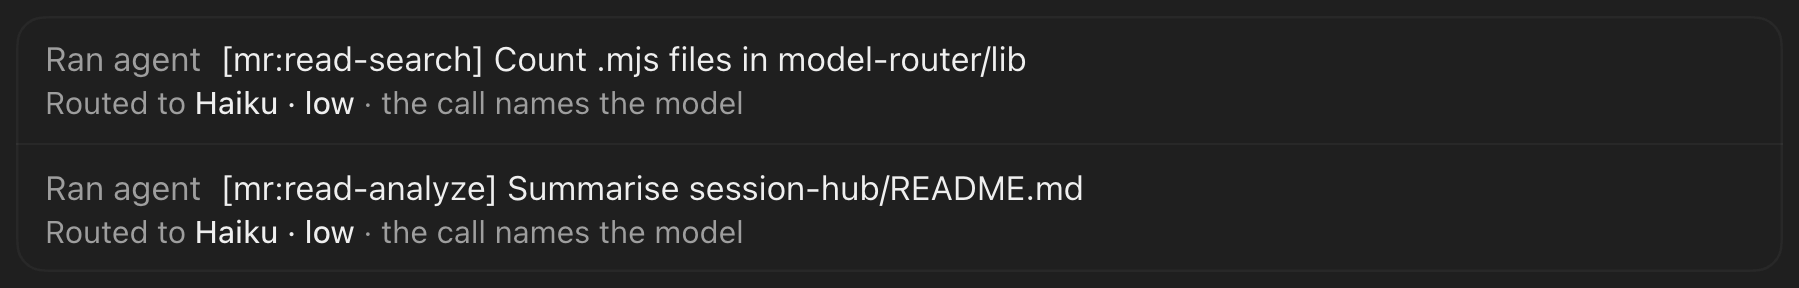 Ran agent [mr:read-search] Count .mjs files in model-router/lib
Routed to Haiku · low · the call names the model
Ran agent [mr:read-analyze] Summarise session-hub/README.md
Routed to Haiku · low · the call names the model